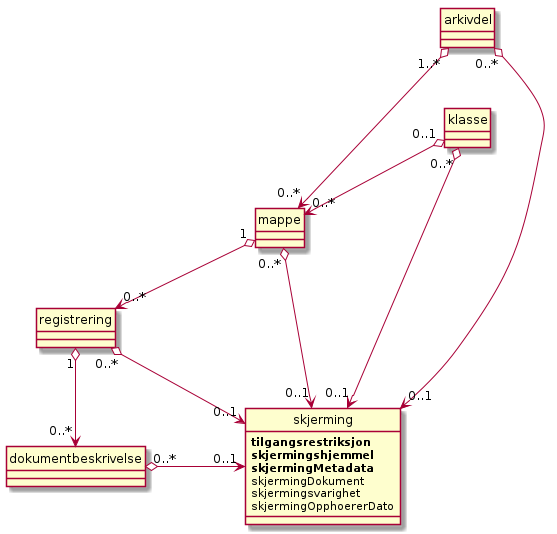 arkivdel
1..*
0..*
klasse
0..1
0..*
0..*
0..*
mappe
1
0..*
0..*
registrering
1
0..*
0..1
0..1
0..1
0..1
skjerming
0..*
dokumentbeskrivelse
0..*
0..1
tilgangsrestriksjon
skjermingshjemmel
skjermingMetadata
skjermingDokument
skjermingsvarighet
skjermingOpphoererDato